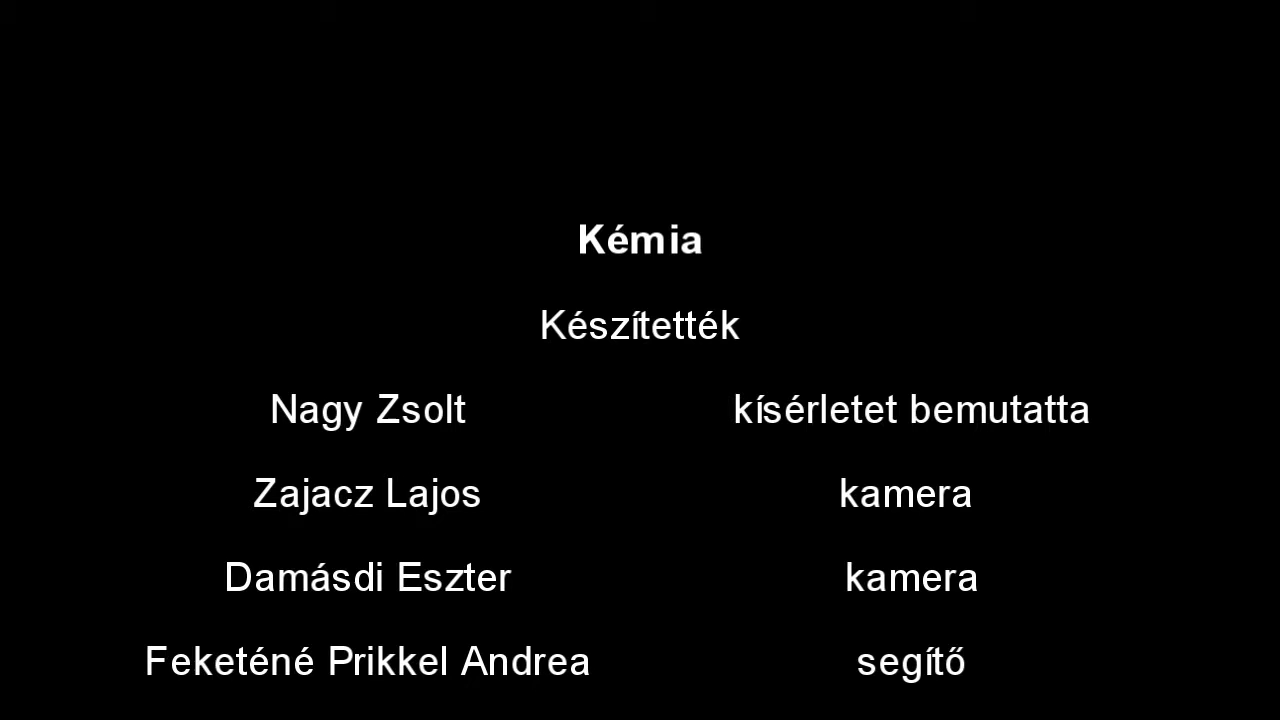 Kémia
Készítették
Nagy Zsolt kísérletet bemutatta
Zajacz Lajos kamera
Damásdi Eszter kamera
Feketéné Prikkel Andrea segítő